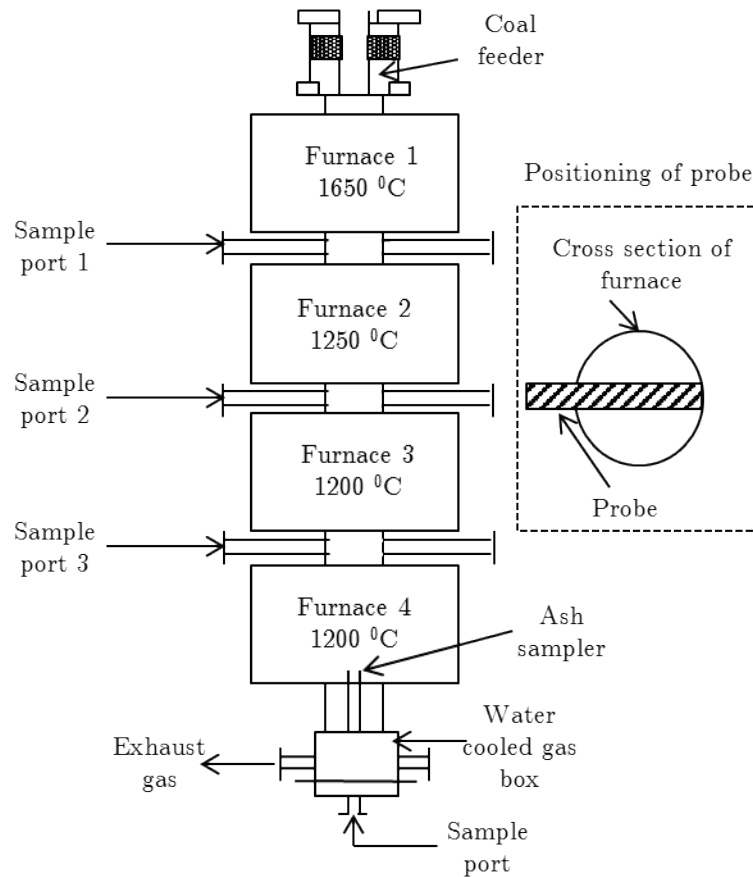 Coal
feeder
Furnace 1
1650 ⁰C
Positioning of probe
Sample
port 1
Cross section of
furnace
Furnace 2
1250 ⁰C
Sample
port 2
Furnace 3
1200 ⁰C
Probe
Sample
port 3
Furnace 4
1200 ⁰C
Ash
sampler
Water
cooled gas
box
Exhaust
gas
Sample
port